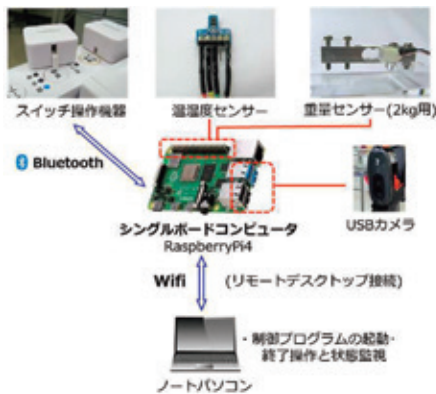 スイッチ操作機器
温湿度センサー
重量センサー(2kg用)
Bluetooth
USBカメラ
シングルボードコンピュータ
RaspberryPi4
Wifi
(リモートデスクトップ接続)
・制御プログラムの起動・
終了操作と状態監視
ノートパソコン